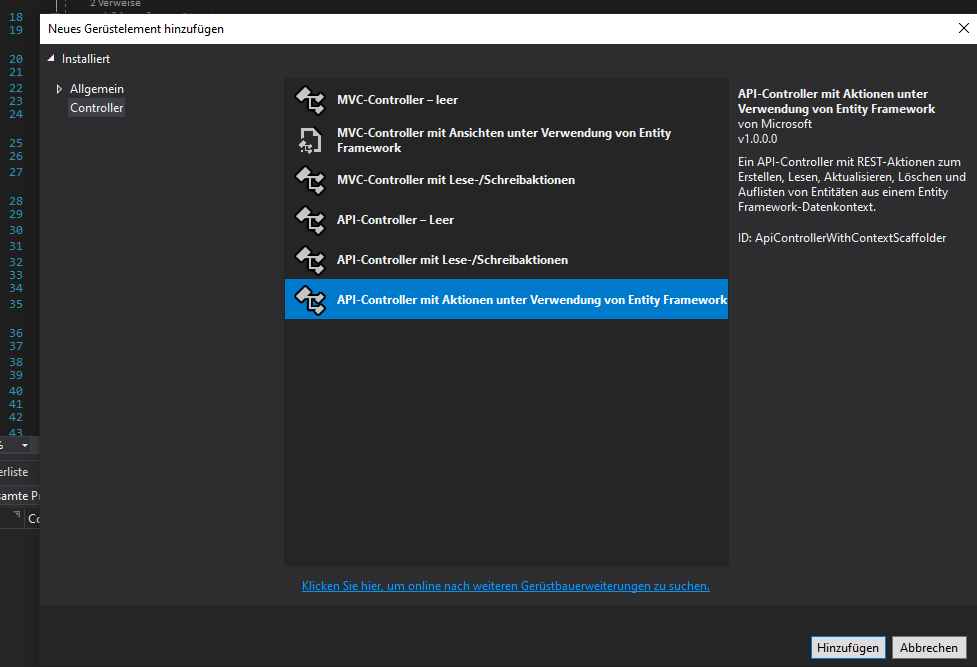 2 Verweise
18
19
20
21
22
23
24
25
26
27
28
29
30
31
32
33
34
35
36
37
38
39
40
41
42
43
%
erliste
samte Pr
Co
Neues Gerüstelement hinzufügen
Installiert
Allgemein
Controller
MVC-Controller – leer
MVC-Controller mit Ansichten unter Verwendung von Entity
Framework
MVC-Controller mit Lese-/Schreibaktionen
API-Controller – Leer
API-Controller mit Lese-/Schreibaktionen
API-Controller mit Aktionen unter Verwendung von Entity Framework
API-Controller mit Aktionen unter
Verwendung von Entity Framework
von Microsoft
v1.0.0.0
Ein API-Controller mit REST-Aktionen zum
Erstellen, Lesen, Aktualisieren, Löschen und
Auflisten von Entitäten aus einem Entity
Framework-Datenkontext.
ID: ApiControllerWithContextScaffolder
Klicken Sie hier, um online nach weiteren Gerüstbauerweiterungen zu suchen.
Hinzufügen
Abbrechen